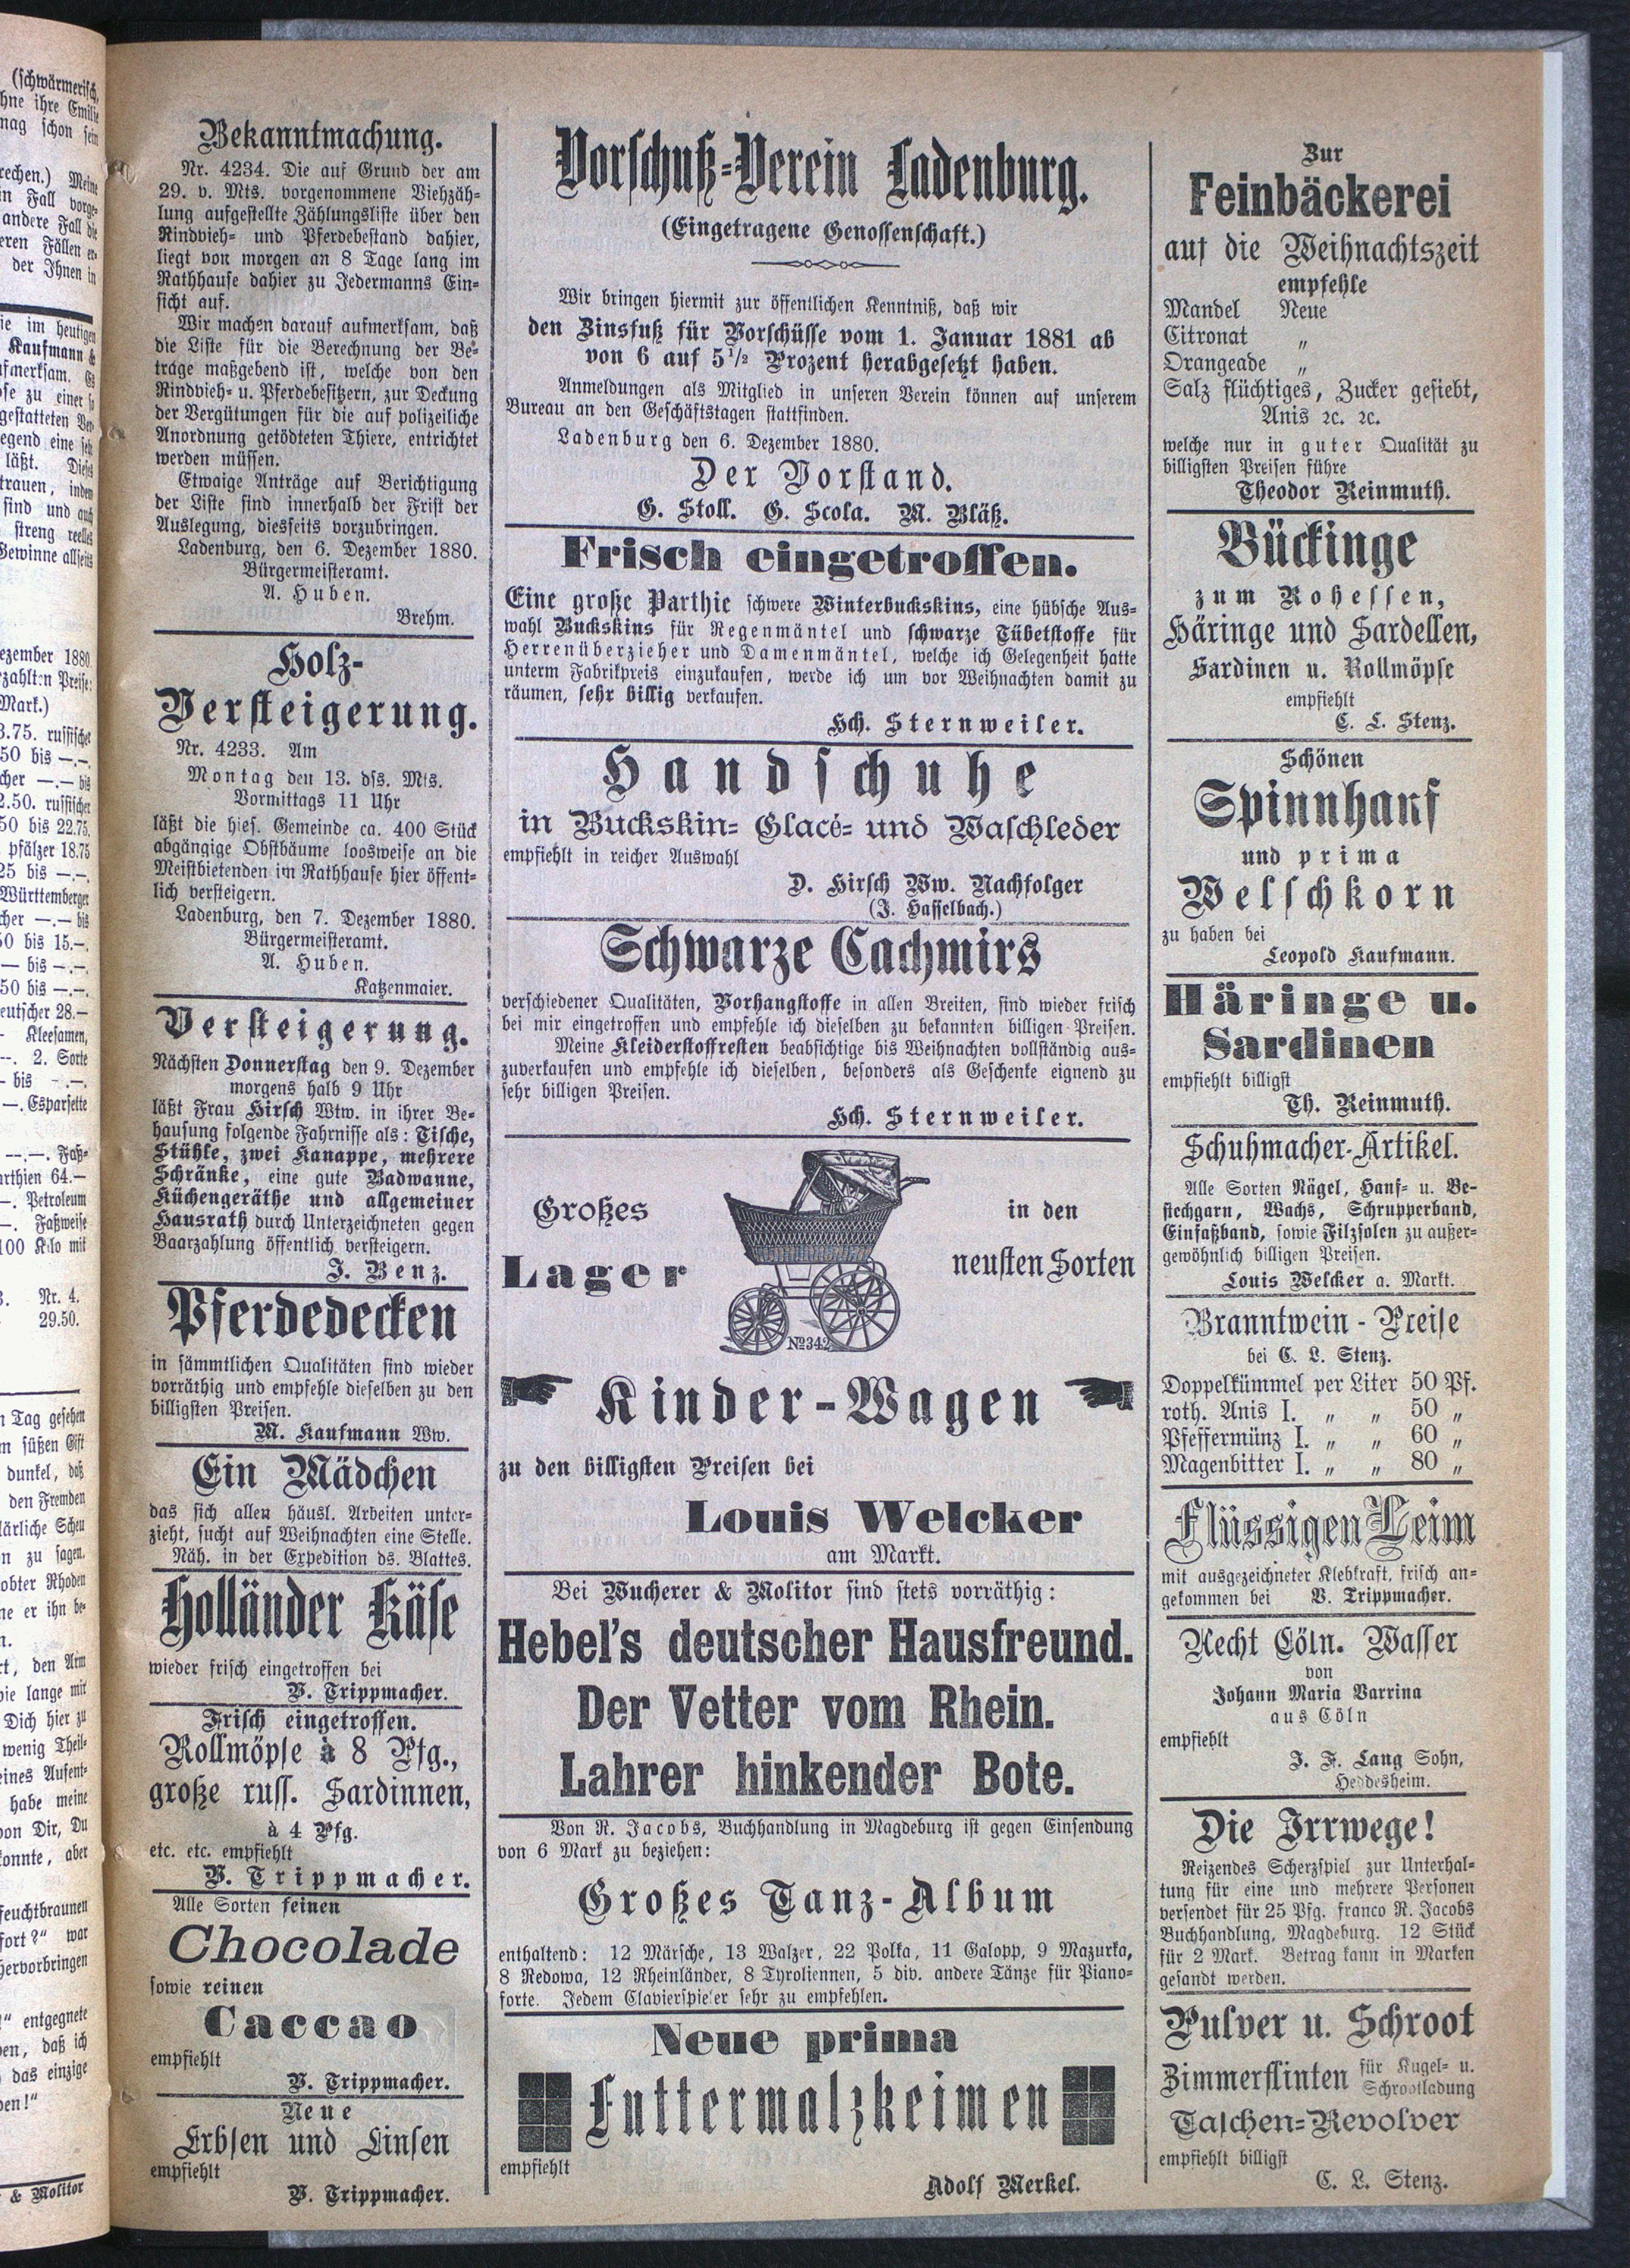 Bekanntmachung.
Nr. 4234. Die auf Grund der am
29. v. Mts. vorgenommene Viehzäh-
lung aufgestellte Zählungsliste über den
Rindvieh- und Pferdebestand dahier,
liegt von morgen an 8 Tage lang im
Rathhause dahier zu Jedermanns Ein-
sicht auf.
Wir machen darauf aufmerksam, daß
die Liste für die Berechnung der Be-
träge maßgebend ist, welche von den
Rindvieh- u. Pferdebesitzern, zur Deckung
der Vergütungen für die auf polizeiliche
Anordnung getödteten Thiere, entrichtet
werden müssen.
Etwaige Anträge auf Berichtigung
der Liste sind innerhalb der Frist der
Auslegung, diesseits vorzubringen.
Ladenburg, den 6. Dezember 1880.
Bürgermeisteramt.
A. Huben.
Brehm.
Holz-
Versteigerung.
Nr. 4233. Am
Montag den 13. dss. Mts.
Vormittags 11 Uhr
läßt die hies. Gemeinde ca. 400 Stück
abgängige Obstbäume loosweise an die
Meistbietenden im Rathhause hier öffent-
lich versteigern.
Ladenburg, den 7. Dezember 1880.
Bürgermeisteramt.
A. Huben.
Katzenmaier.
Versteigerung.
Nächsten Donnerstag den 9. Dezember
morgens halb 9 Uhr
läßt Frau Hirsch Wtw. in ihrer Be-
hausung folgende Fahrnisse als: Tische,
Stühle, zwei Kanappe, mehrere
Schränke, eine gute Badwanne,
Küchengeräthe und allgemeiner
Hausrath durch Unterzeichneten gegen
Baarzahlung öffentlich versteigern.
J. Benz.
Pferdedecken
in sämmtlichen Qualitäten sind wieder
vorräthig und empfehle dieselben zu den
billigsten Preisen.
M. Kaufmann Ww.
Ein Mädchen
das sich allen häusl. Arbeiten unter-
zieht, sucht auf Weihnachten eine Stelle.
Näh. in der Expedition ds. Blattes.
Holländer Käse
wieder frisch eingetroffen bei
V. Trippmacher.
Frisch eingetroffen.
Rollmöpse à 8 Pfg.,
große russ. Sardinnen,
à 4 Pfg.
etc. etc. empfiehlt
V. Trippmacher.
Alle Sorten feinen
Chocolade
sowie reinen
Caccao
empfiehlt
V. Trippmacher.
Neue
Erbsen und Linsen
empfiehlt
V. Trippmacher.
Vorschuß-Verein Ladenburg.
(Eingetragene Genossenschaft.)
Wir bringen hiermit zur öffentlichen Kenntniß, daß wir
den Zinsfuß für Vorschüsse vom 1. Januar 1881 ab
von 6 auf 5 1/2 Prozent herabgesetzt haben.
Anmeldungen als Mitglied in unseren Verein können auf unserem
Bureau an den Geschäftstagen stattfinden.
Ladenburg den 6. Dezember 1880.
Der Vorstand.
G. Stoll. G. Scola. M. Bläß.
Frisch eingetroffen.
Eine große Parthie schwere Winterbuckskins, eine hübsche Aus-
wahl Buckskins für Regenmäntel und schwarze Tübetstoffe für
Herrenüberzieher und Damenmäntel, welche ich Gelegenheit hatte
unterm Fabrikpreis einzukaufen, werde ich um vor Weihnachten damit zu
räumen, sehr billig verkaufen.
Hch. Sternweiler.
Handschuhe
in Buckskin- Glacé- und Waschleder
empfiehlt in reicher Auswahl
D. Hirsch Ww. Nachfolger
(J. Hasselbach.)
Schwarze Cachmirs
verschiedener Qualitäten, Vorhangstoffe in allen Breiten, sind wieder frisch
bei mir eingetroffen und empfehle ich dieselben zu bekannten billigen Preisen.
Meine Kleiderstoffresten beabsichtige bis Weihnachten vollständig aus-
zuverkaufen und empfehle ich dieselben, besonders als Geschenke eignend zu
sehr billigen Preisen.
Hch. Sternweiler.
Großes
Lager
in den
neusten Sorten
No 342
Kinder-Wagen
zu den billigsten Preisen bei
Louis Welcker
am Markt.
Bei Wucherer & Molitor sind stets vorräthig:
Hebel's deutscher Hausfreund.
Der Vetter vom Rhein.
Lahrer hinkender Bote.
Von R. Jacobs, Buchhandlung in Magdeburg ist gegen Einsendung
von 6 Mark zu beziehen:
Großes Tanz-Album
enthaltend: 12 Märsche, 13 Walzer, 22 Polka, 11 Galopp, 9 Mazurka,
8 Redowa, 12 Rheinländer, 8 Tyroliennen, 5 div. andere Tänze für Piano-
forte. Jedem Clavierspieler sehr zu empfehlen.
Neue prima
Futtermalzkeimen
empfiehlt
Adolf Merkel.
Zur
Feinbäckerei
auf die Weihnachtszeit
empfehle
Mandel Neue
Citronat „
Orangeade „
Salz flüchtiges, Zucker gesiebt,
Anis ꝛc. ꝛc.
welche nur in guter Qualität zu
billigsten Preisen führe
Theodor Reinmuth.
Bückinge
zum Rohessen,
Häringe und Sardellen,
Sardinen u. Rollmöpse
empfiehlt
C. L. Stenz.
Schönen
Spinnhanf
und prima
Welschkorn
zu haben bei
Leopold Kaufmann.
Häringe u.
Sardinen
empfiehlt billigst
Th. Reinmuth.
Schuhmacher-Artikel.
Alle Sorten Nägel, Hanf- u. Be-
stechgarn, Wachs, Schrupperband,
Einfaßband, sowie Filzsolen zu außer-
gewöhnlich billigen Preisen.
Louis Welcker a. Markt.
Branntwein-Preise
bei C. L. Stenz.
Doppelkümmel per Liter 50 Pf.
roth. Anis I. „ „ 50 „
Pfeffermünz I. „ „ 60 „
Magenbitter I. „ „ 80 „
Flüssigen Leim
mit ausgezeichneter Klebkraft, frisch an-
gekommen bei V. Trippmacher.
Aecht Cöln. Wasser
von
Johann Maria Varrina
aus Cöln
empfiehlt
J. F. Lang Sohn,
Heddesheim.
Die Irrwege!
Reizendes Scherzspiel zur Unterhal-
tung für eine und mehrere Personen
versendet für 25 Pfg. franco R. Jacobs
Buchhandlung, Magdeburg. 12 Stück
für 2 Mark. Betrag kann in Marken
gesandt werden.
Pulver u. Schroot
Zimmerflinten für Kugel- u.
Schrootladung
Taschen-Revolver
empfiehlt billigst
C. L. Stenz.